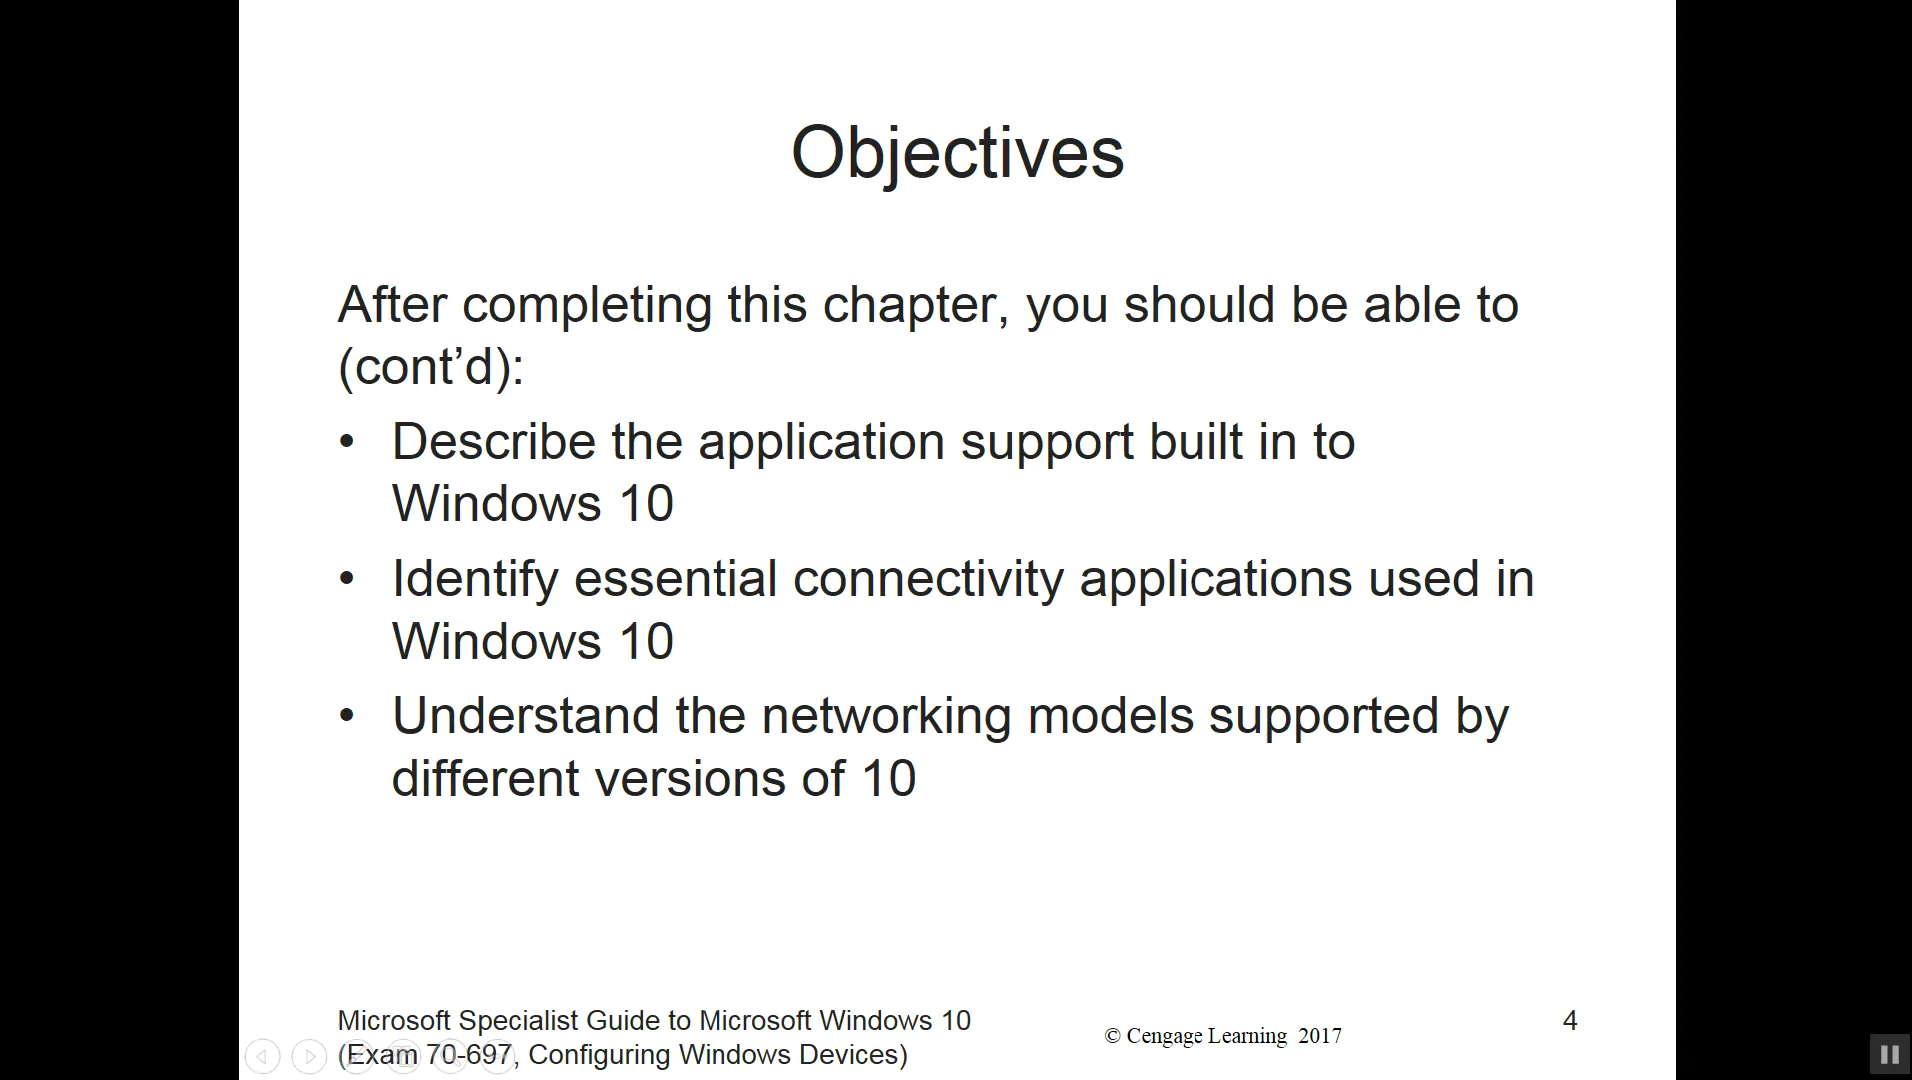 Objectives
After completing this chapter, you should be able to
(cont’d):
• Describe the application support built in to
Windows 10
• Identify essential connectivity applications used in
Windows 10
• Understand the networking models supported by
different versions of 10
Microsoft Specialist Guide to Microsoft Windows 10
(Exam 70-697, Configuring Windows Devices)
© Cengage Learning 2017
4